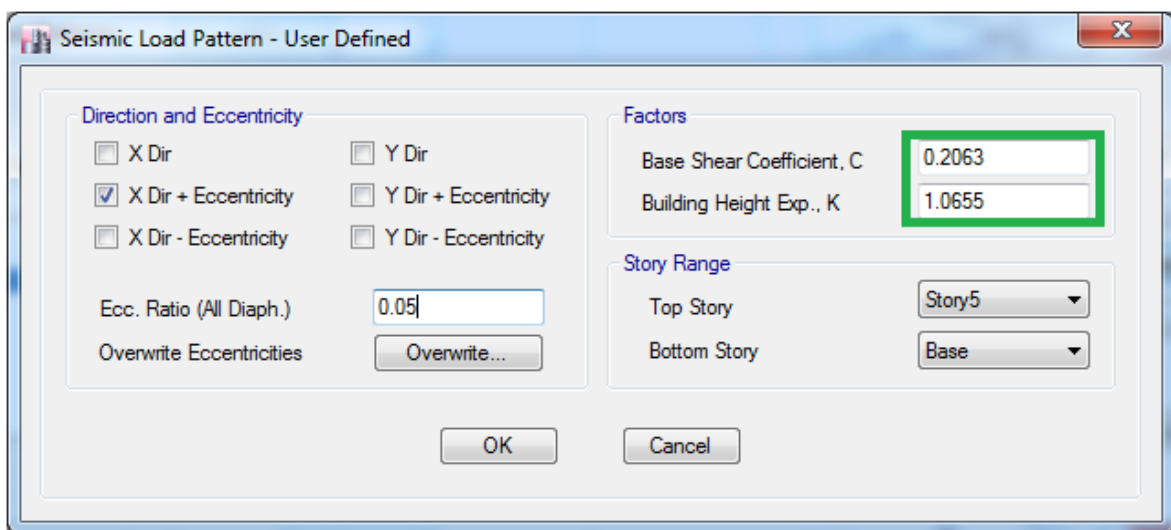 Seismic Load Pattern - User Defined
Direction and Eccentricity
X Dir
Y Dir
X Dir + Eccentricity
Y Dir + Eccentricity
X Dir - Eccentricity
Y Dir - Eccentricity
Ecc. Ratio (All Diaph.)
0.05
Overwrite Eccentricities
Overwrite...
Factors
Base Shear Coefficient, C
0.2063
Building Height Exp., K
1.0655
Story Range
Top Story
Story5
Bottom Story
Base
OK
Cancel